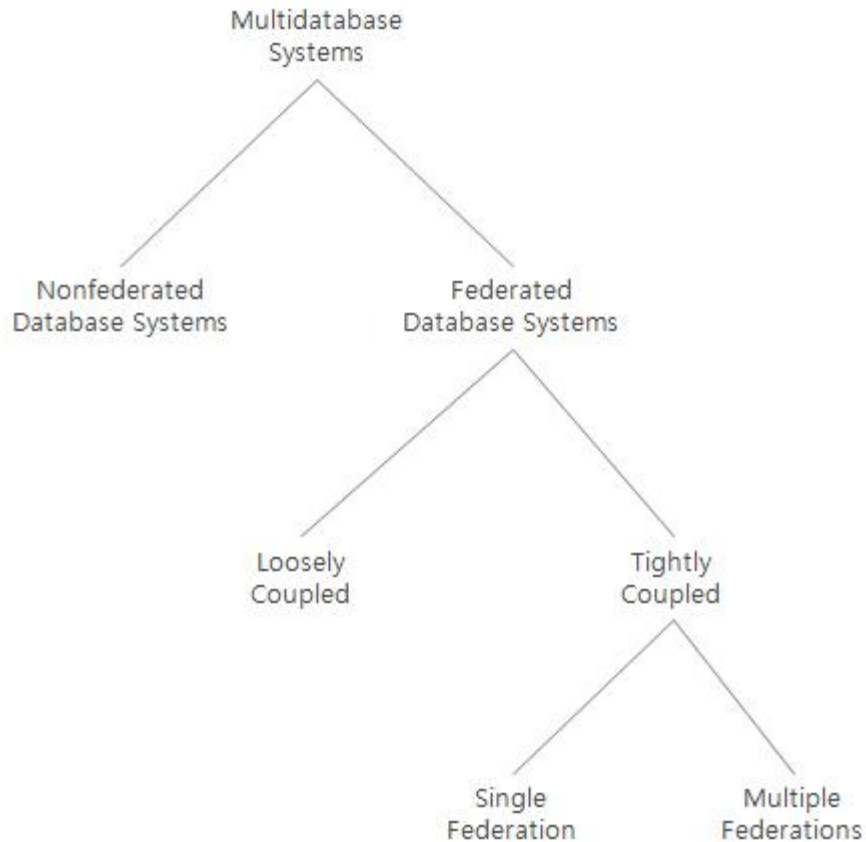 Multidatabase
Systems
Nonfederated
Database Systems
Federated
Database Systems
Loosely
Coupled
Tightly
Coupled
Single
Federation
Multiple
Federations